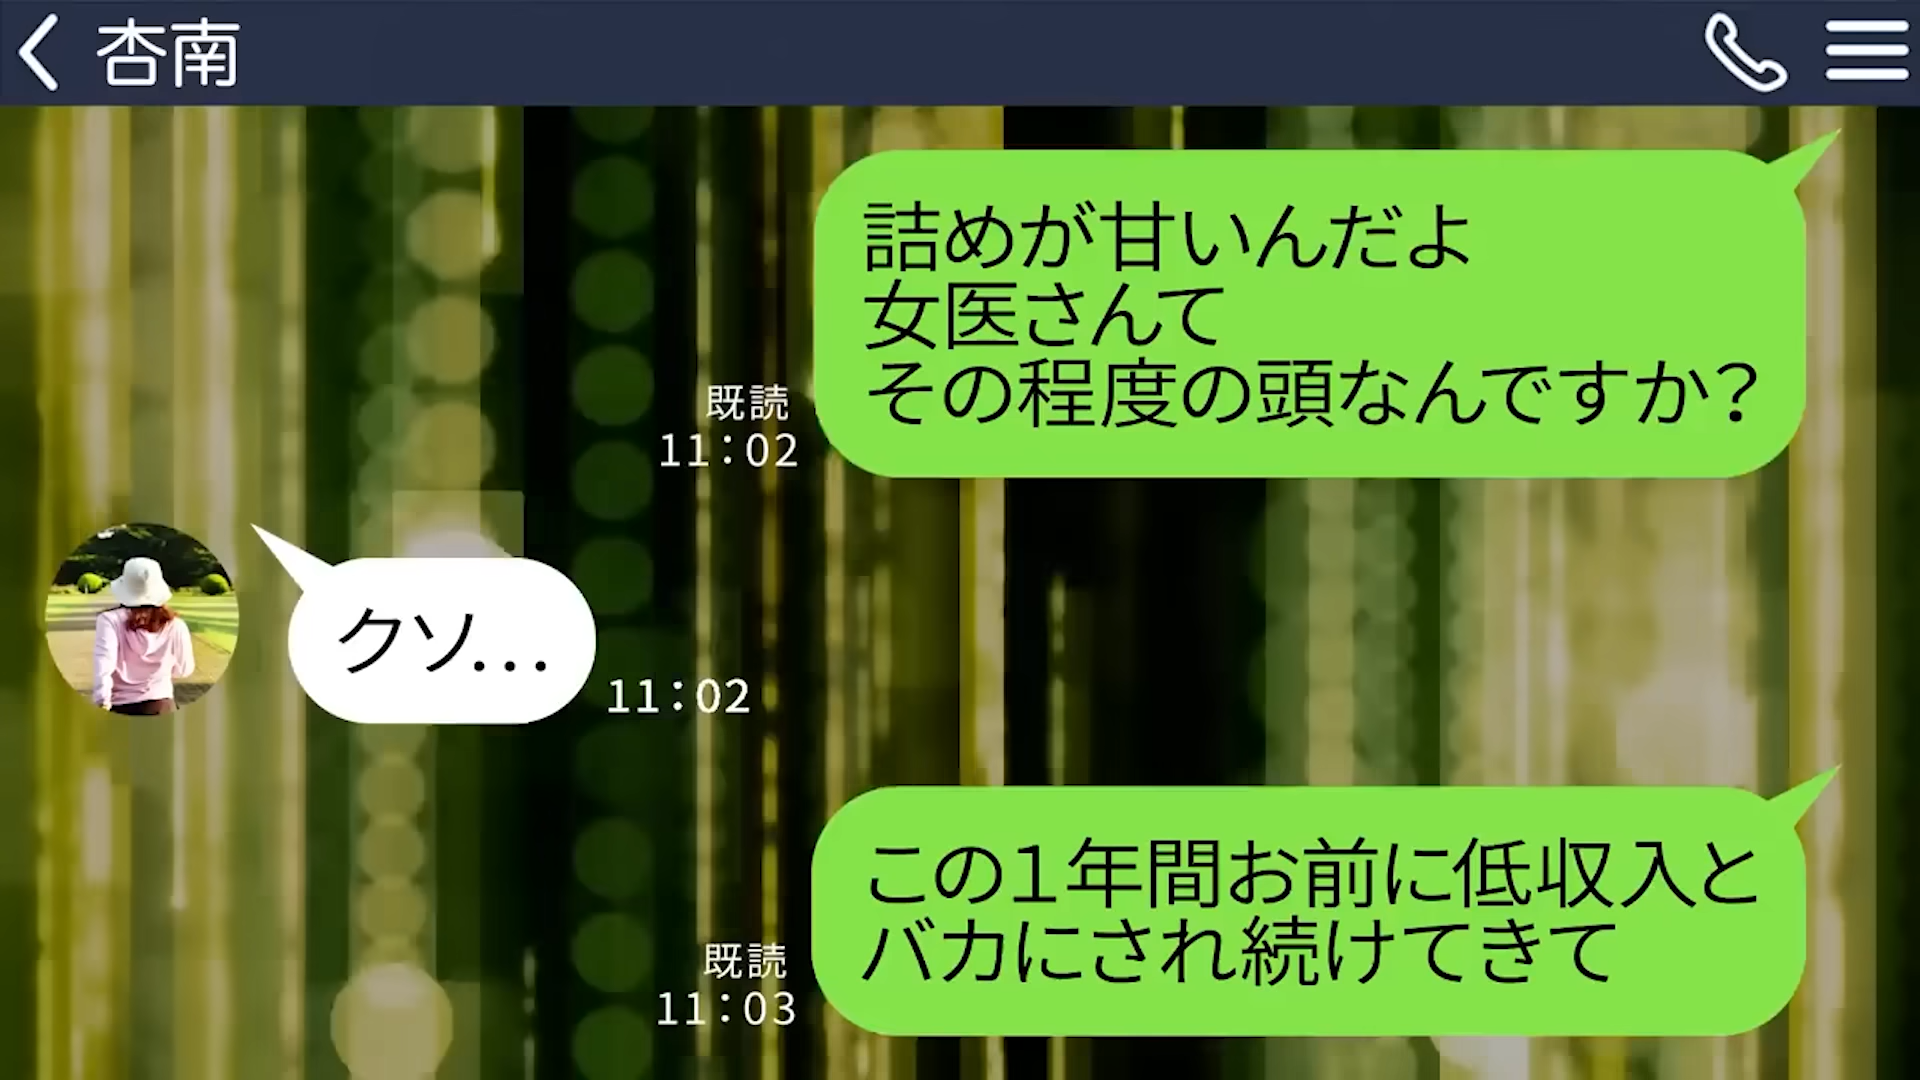 杏南
詰めが甘いんだよ
女医さんて
その程度の頭なんですか？
既読
11:02
クソ...
11:02
この１年間お前に低収入と
バカにされ続けてきて
既読
11:03